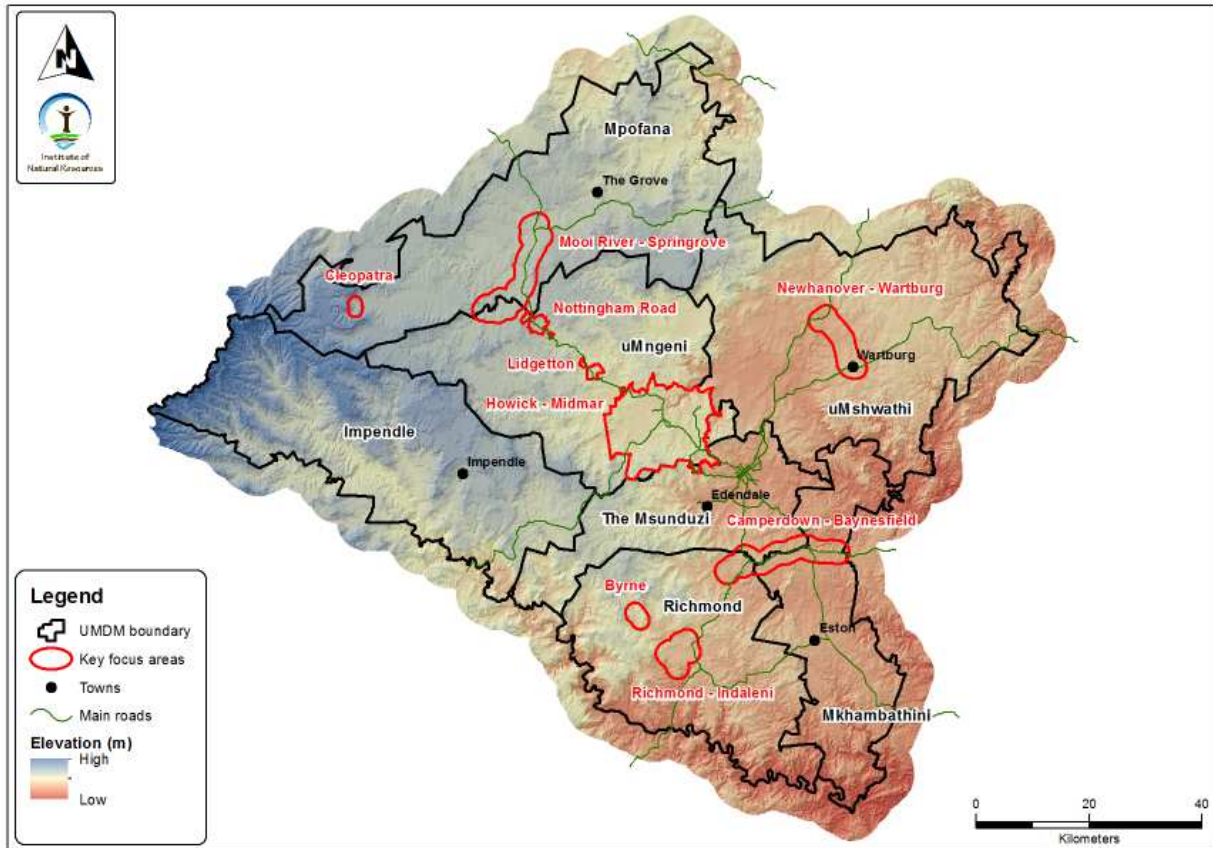 N
Institute of
Natural Resources
Mpofana
The Grove
Mooi River - Springrove
Cleopatra
Newhanover - Wartburg
Nottingham Road
uMngeni
Lidgetton
Wartburg
Howick - Midmar
uMshwathi
Impendle
Impendle
Edendale
The Msunduzi
Camperdown - Baynesfield
Byrne
Richmond
Eston
Richmond - Indaleni
Mkhambathini
Legend
UMDM boundary
Key focus areas
Towns
Main roads
Elevation (m)
High
Low
0 20 40
Kilometers